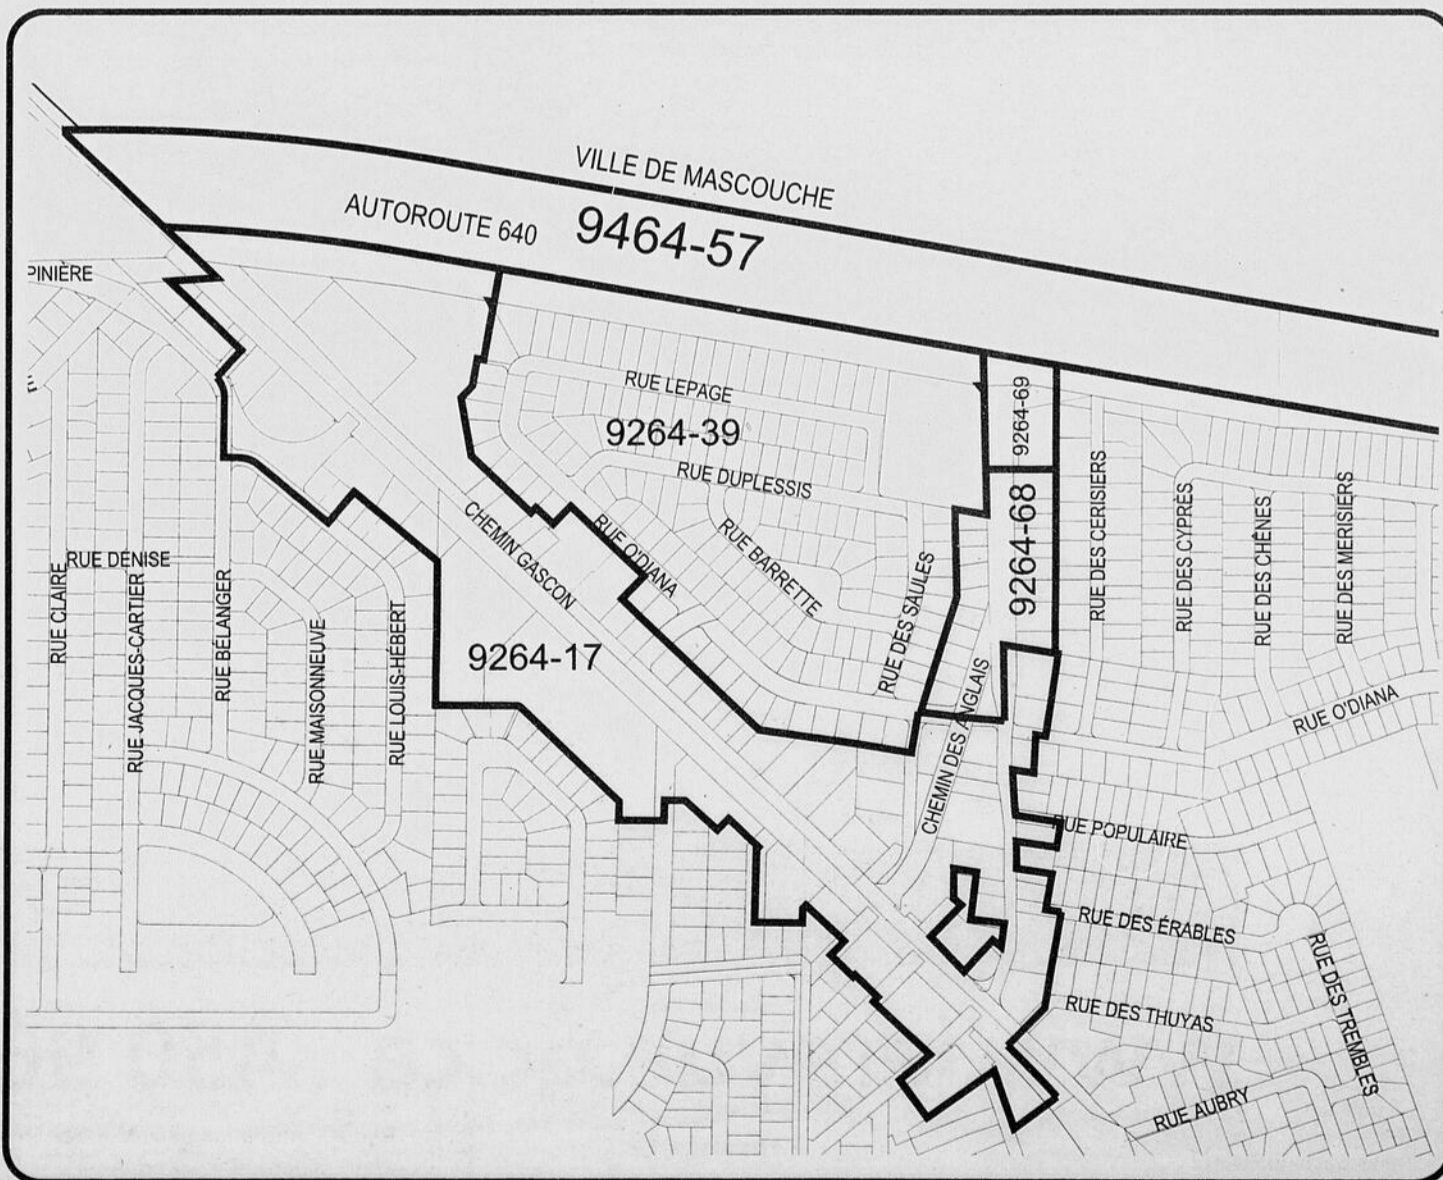 VILLE DE MASCOUCHE
AUTOROUTE 640
9464-57
PINIÈRE
RUE LEPAGE
9264-39
9264-69
RUE DUPLESSIS
9264-68
CHEMIN GASCON
RUE O'DIANA
RUE BARRETTE
RUE DES SAULES
RUE DES CERISIERS
RUE DES CYPRÈS
RUE DES CHÊNES
RUE DES MERISIERS
RUE DENISE
RUE CLAIRE
RUE JACQUES-CARTIER
RUE BÉLANGER
RUE MAISONNEUVE
RUE LOUIS-HÉBERT
9264-17
CHEMIN DES ANGLAIS
RUE O'DIANA
RUE POPULAIRE
RUE DES ÉRABLES
RUE DES THUYAS
RUE DES TREMBLES
RUE AUBRY